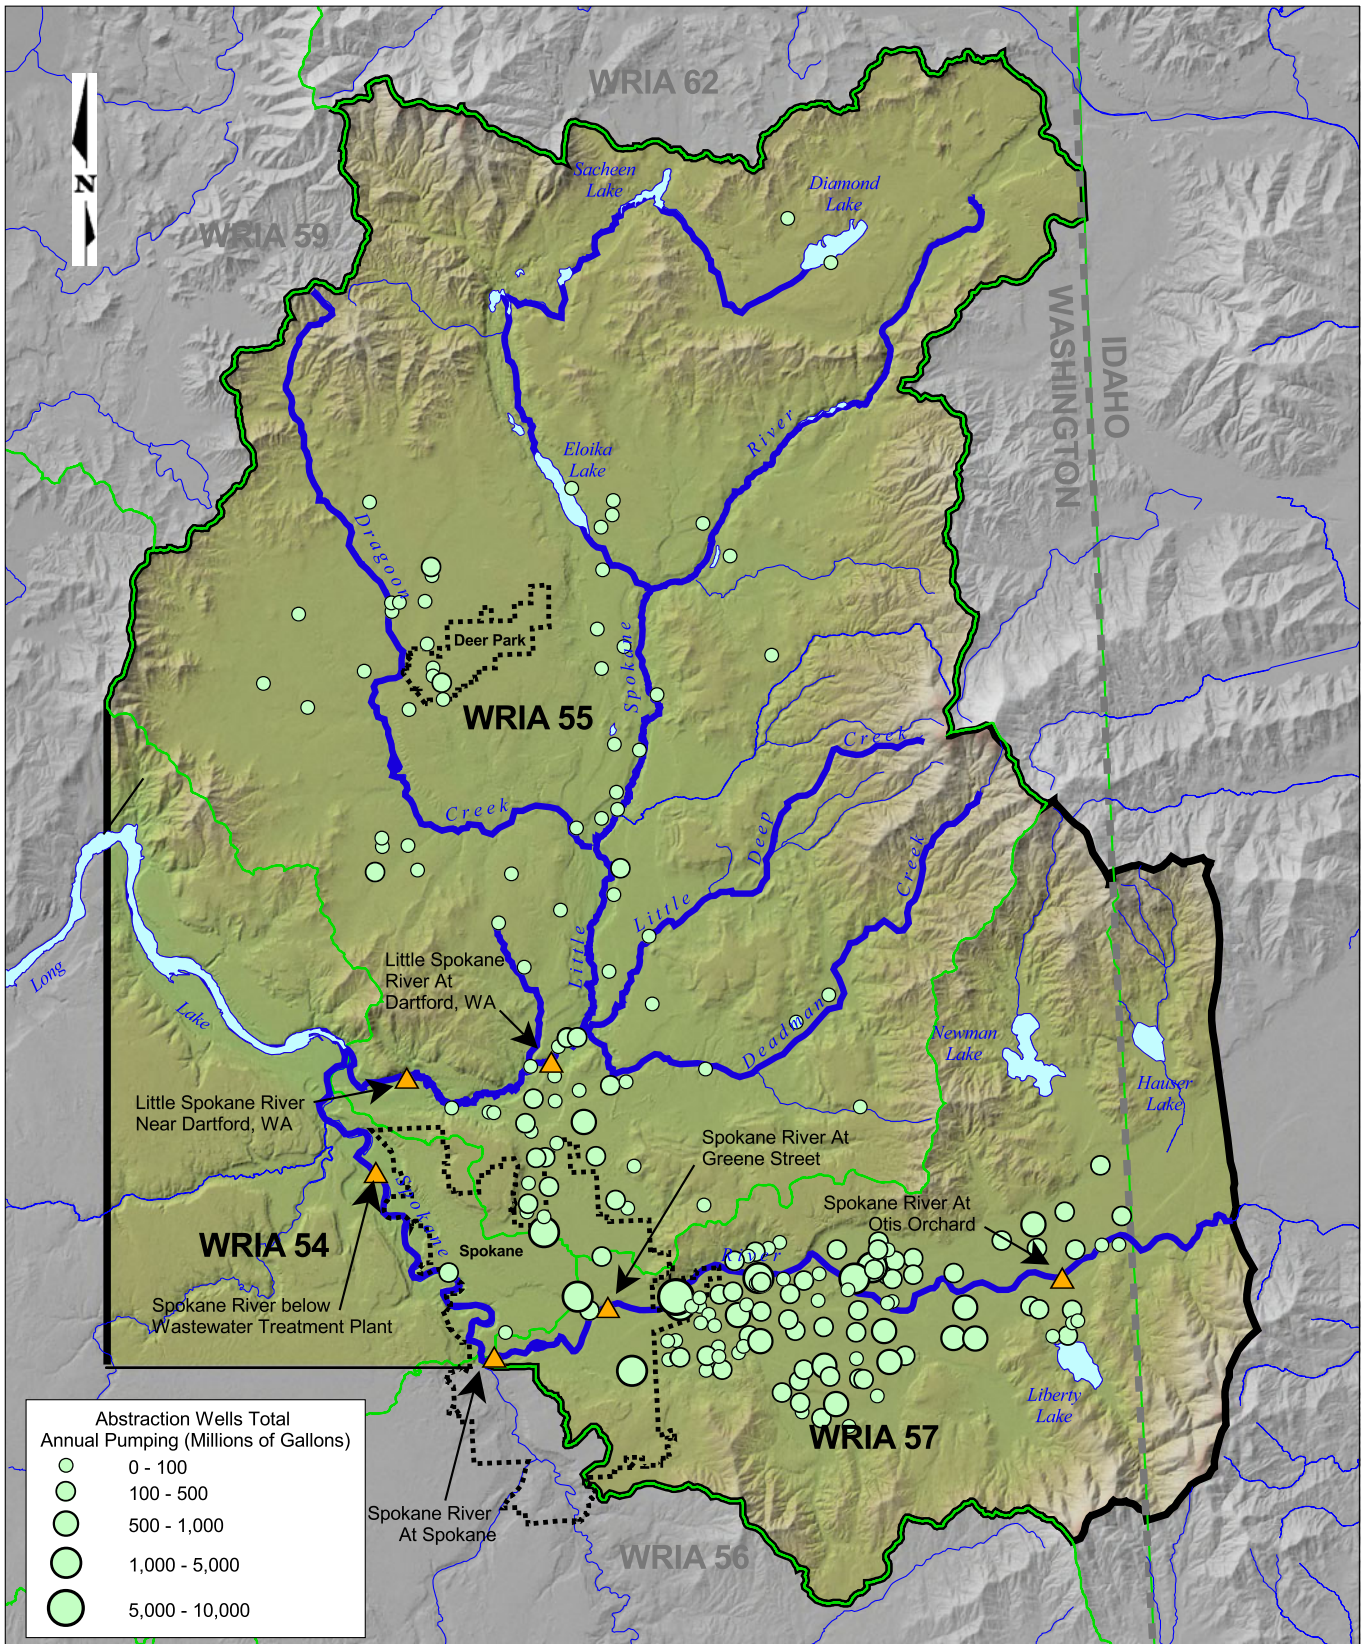 WRIA 62
Sacheen
Lake
Diamond
Lake
N
WRIA 59
WASHINGTON
IDAHO
River
Eloika
Lake
Dragoon
Deer Park
Spokane
WRIA 55
Creek
Creek
Deep
Creek
Little
Little
Little Spokane
River At
Dartford, WA
Long
Lake
Deadman
Newman
Lake
Hauser
Lake
Little Spokane River
Near Dartford, WA
Spokane River At
Greene Street
Spokane
Spokane River At
Otis Orchard
WRIA 54
Spokane
River
Spokane River below
Wastewater Treatment Plant
Liberty
Lake
WRIA 57
Abstraction Wells Total
Annual Pumping (Millions of Gallons)
0 - 100
100 - 500
500 - 1,000
1,000 - 5,000
5,000 - 10,000
Spokane River
At Spokane
WRIA 56